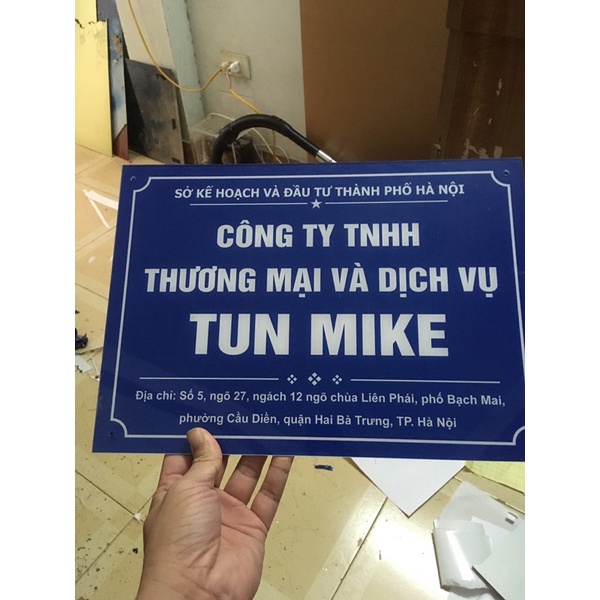 SỞ KẾ HOẠCH VÀ ĐẦU TƯ THÀNH PHỐ HÀ NỘI
CÔNG TY TNHH
THƯƠNG MẠI VÀ DỊCH VỤ
TUN MIKE
Địa chỉ: Số 5, ngõ 27, ngách 12 ngõ chùa Liên Phái, phố Bạch Mai,
phường Cầu Diền, quận Hai Bà Trưng, TP. Hà Nội